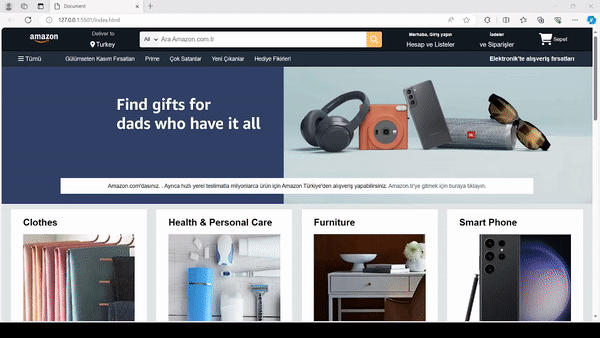 Document
127.0.0.1:5501/index.html
amazon
Deliver to
Turkey
All
Ara Amazon.com.tr
Merhaba, Giriş yapın
Hesap ve Listeler
İadeler
ve Siparişler
Sepet
Tümü
Gülümseten Kasım Fırsatları
Prime
Çok Satanlar
Yeni Çıkanlar
Hediye Fikirleri
Elektronik'te alışveriş fırsatları
Find gifts for
dads who have it all
JBL
Amazon.com'dasınız. . Ayrıca hızlı yerel teslimatla milyonlarca ürün için Amazon Türkiye'den alışveriş yapabilirsiniz. Amazon.tr'ye gitmek için buraya tıklayın.
Clothes
Health & Personal Care
Furniture
Smart Phone